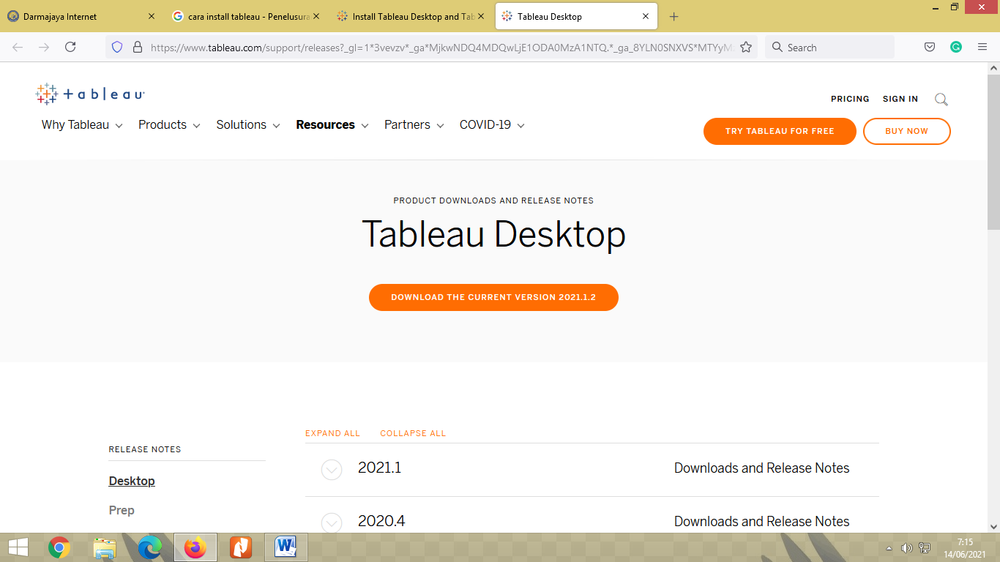 Darmajaya Internet
cara install tableau - Penelusura
Install Tableau Desktop and Tab
Tableau Desktop
https://www.tableau.com/support/releases?_gl=1*3vevzv*_ga*MjkwNDQ4MDQwLjE1ODA0MzA1NTQ.*_ga_8YLN0SNXVS*MTYyM
Search
+ableau
PRICING
SIGN IN
Why Tableau
Products
Solutions
Resources
Partners
COVID-19
TRY TABLEAU FOR FREE
BUY NOW
PRODUCT DOWNLOADS AND RELEASE NOTES
Tableau Desktop
DOWNLOAD THE CURRENT VERSION 2021.1.2
EXPAND ALL
COLLAPSE ALL
RELEASE NOTES
Desktop
Prep
2021.1
Downloads and Release Notes
2020.4
Downloads and Release Notes
7:15
14/06/2021